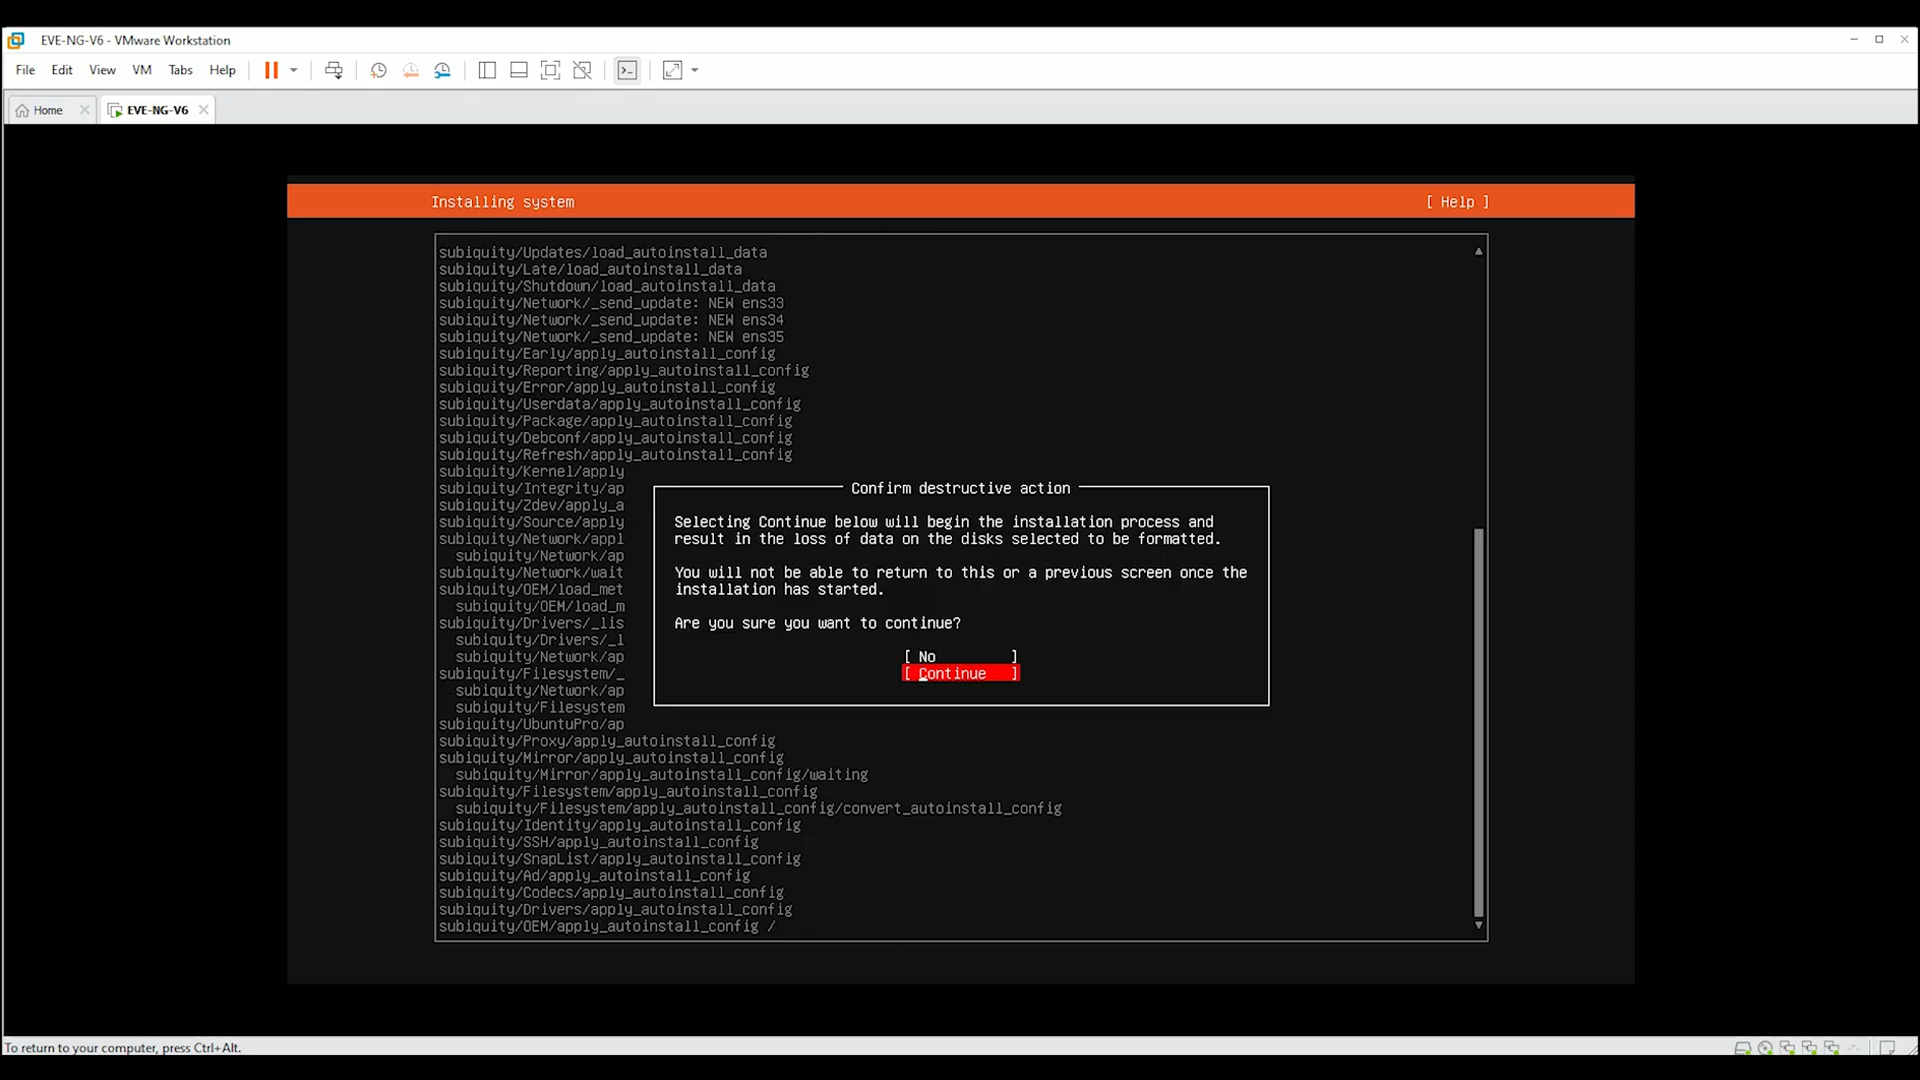 EVE-NG-V6 - VMware Workstation
File Edit View VM Tabs Help
Home EVE-NG-V6
Installing system [ Help ]
subiquity/Updates/load_autoinstall_data
subiquity/Late/load_autoinstall_data
subiquity/Shutdown/load_autoinstall_data
subiquity/Network/_send_update: NEW ens33
subiquity/Network/_send_update: NEW ens34
subiquity/Network/_send_update: NEW ens35
subiquity/Early/apply_autoinstall_config
subiquity/Reporting/apply_autoinstall_config
subiquity/Error/apply_autoinstall_config
subiquity/Userdata/apply_autoinstall_config
subiquity/Package/apply_autoinstall_config
subiquity/Debconf/apply_autoinstall_config
subiquity/Refresh/apply_autoinstall_config
subiquity/Kernel/apply
subiquity/Integrity/ap
subiquity/Zdev/apply_a
subiquity/Source/apply
subiquity/Network/appl
subiquity/Network/ap
subiquity/Network/wait
subiquity/OEM/load_met
subiquity/OEM/load_m
subiquity/Drivers/_lis
subiquity/Drivers/_l
subiquity/Network/ap
subiquity/Filesystem/_
subiquity/Network/ap
subiquity/Filesystem
subiquity/UbuntuPro/ap
Confirm destructive action
Selecting Continue below will begin the installation process and
result in the loss of data on the disks selected to be formatted.
You will not be able to return to this or a previous screen once the
installation has started.
Are you sure you want to continue?
[ No ]
[ Continue ]
subiquity/Proxy/apply_autoinstall_config
subiquity/Mirror/apply_autoinstall_config
subiquity/Mirror/apply_autoinstall_config/waiting
subiquity/Filesystem/apply_autoinstall_config
subiquity/Filesystem/apply_autoinstall_config/convert_autoinstall_config
subiquity/Identity/apply_autoinstall_config
subiquity/SSH/apply_autoinstall_config
subiquity/SnapList/apply_autoinstall_config
subiquity/Ad/apply_autoinstall_config
subiquity/Codecs/apply_autoinstall_config
subiquity/Drivers/apply_autoinstall_config
subiquity/OEM/apply_autoinstall_config /
To return to your computer, press Ctrl+Alt.